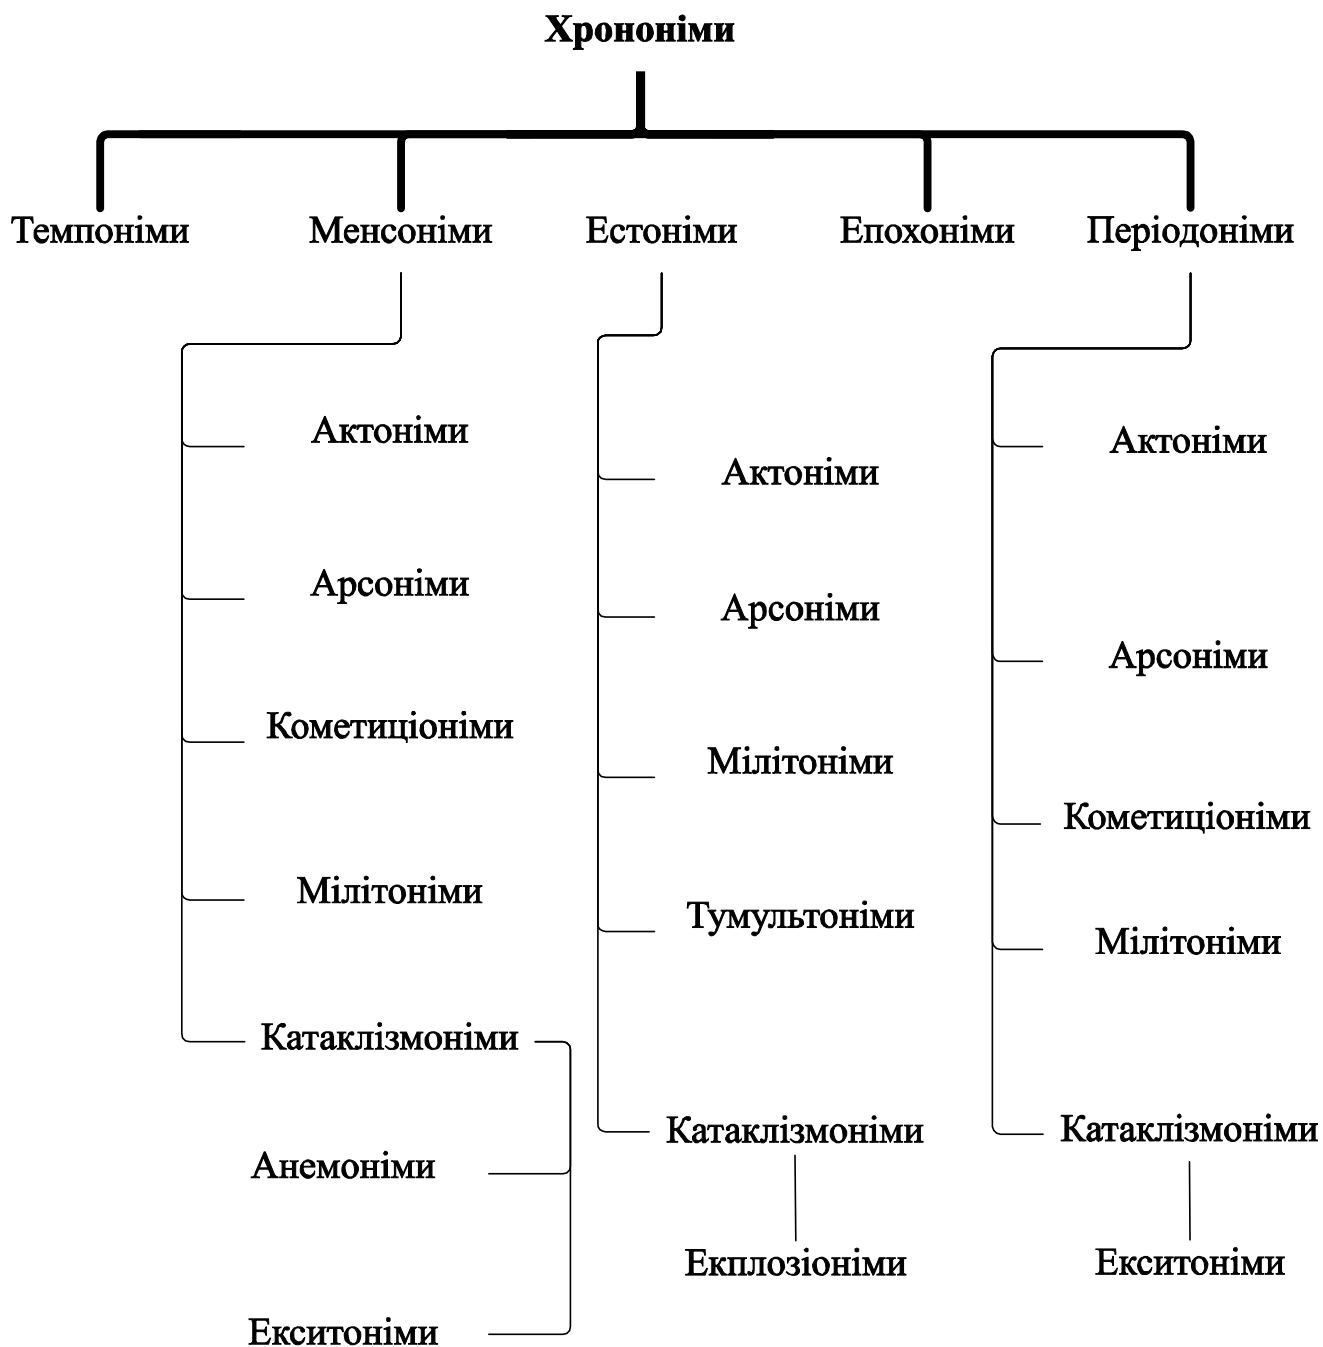 Хрононіми
Темпоніми
Менсоніми
Естоніми
Епохоніми
Періодоніми
Актоніми
Арсоніми
Кометиціоніми
Мілітоніми
Катаклізмоніми
Анемоніми
Екситоніми
Актоніми
Арсоніми
Мілітоніми
Тумультоніми
Катаклізмоніми
Екплозіоніми
Актоніми
Арсоніми
Кометиціоніми
Мілітоніми
Катаклізмоніми
Екситоніми